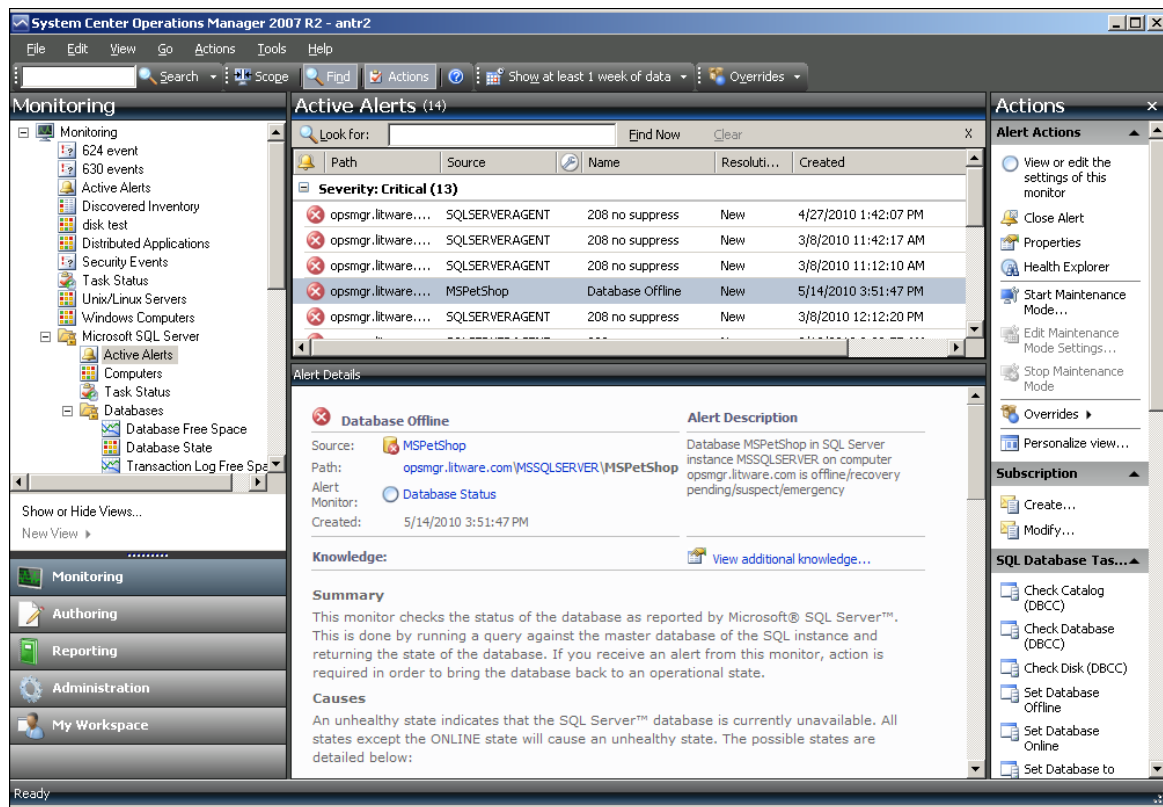 System Center Operations Manager 2007 R2 - antr2
File Edit View Go Actions Tools Help
Search Scope Find Actions Show at least 1 week of data Overrides
Monitoring
Monitoring
624 event
630 events
Active Alerts
Discovered Inventory
disk test
Distributed Applications
Security Events
Task Status
Unix/Linux Servers
Windows Computers
Microsoft SQL Server
Active Alerts
Computers
Task Status
Databases
Database Free Space
Database State
Transaction Log Free Spa
Show or Hide Views...
New View
Monitoring
Authoring
Reporting
Administration
My Workspace
Active Alerts (14)
Look for: Find Now Clear X
Path Source Name Resoluti... Created
Severity: Critical (13)
opsmgr.litware.... SQLSERVERAGENT 208 no suppress New 4/27/2010 1:42:07 PM
opsmgr.litware.... SQLSERVERAGENT 208 no suppress New 3/8/2010 11:42:17 AM
opsmgr.litware.... SQLSERVERAGENT 208 no suppress New 3/8/2010 11:12:10 AM
opsmgr.litware.... MSPetShop Database Offline New 5/14/2010 3:51:47 PM
opsmgr.litware.... SQLSERVERAGENT 208 no suppress New 3/8/2010 12:12:20 PM
Alert Details
Database Offline
Source: MSPetShop
Path: opsmgr.litware.com\MSSQLSERVER\MSPetShop
Alert
Monitor: Database Status
Created: 5/14/2010 3:51:47 PM
Alert Description
Database MSPetShop in SQL Server
instance MSSQLSERVER on computer
opsmgr.litware.com is offline/recovery
pending/suspect/emergency
Knowledge: View additional knowledge...
Summary
This monitor checks the status of the database as reported by Microsoft® SQL Server™.
This is done by running a query against the master database of the SQL instance and
returning the state of the database. If you receive an alert from this monitor, action is
required in order to bring the database back to an operational state.
Causes
An unhealthy state indicates that the SQL Server™ database is currently unavailable. All
states except the ONLINE state will cause an unhealthy state. The possible states are
detailed below:
Actions
Alert Actions
View or edit the
settings of this
monitor
Close Alert
Properties
Health Explorer
Start Maintenance
Mode...
Edit Maintenance
Mode Settings...
Stop Maintenance
Mode
Overrides
Personalize view...
Subscription
Create...
Modify...
SQL Database Tas...
Check Catalog
(DBCC)
Check Database
(DBCC)
Check Disk (DBCC)
Set Database
Offline
Set Database
Online
Set Database to
Ready